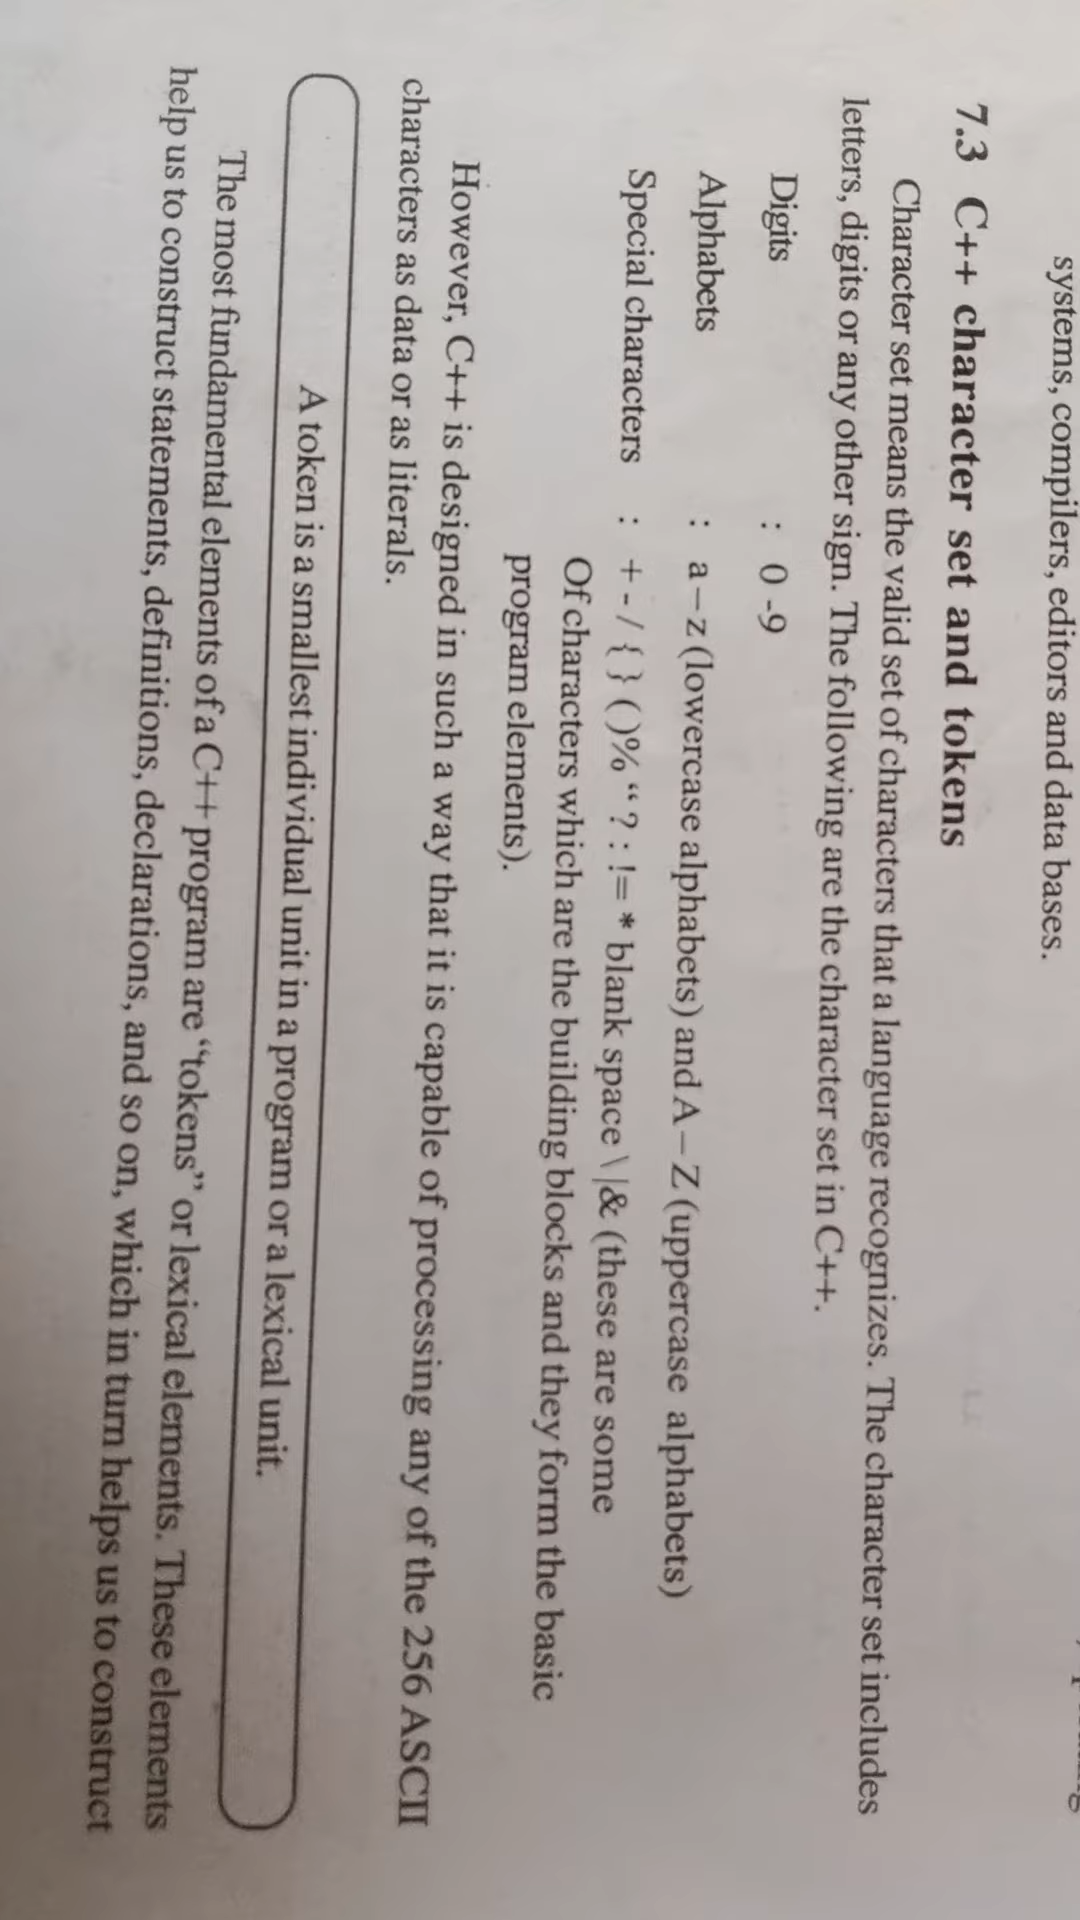 systems, compilers, editors and data bases.
7.3 C++ character set and tokens
Character set means the valid set of characters that a language recognizes. The character set includes
letters, digits or any other sign. The following are the character set in C++.
Digits : 0 -9
Alphabets : a – z (lowercase alphabets) and A – Z (uppercase alphabets)
Special characters : + - / { } ( )% “ ? : != * blank space \ |& (these are some
Of characters which are the building blocks and they form the basic
program elements).
However, C++ is designed in such a way that it is capable of processing any of the 256 ASCII
characters as data or as literals.
A token is a smallest individual unit in a program or a lexical unit.
The most fundamental elements of a C++ program are “tokens” or lexical elements. These elements
help us to construct statements, definitions, declarations, and so on, which in turn helps us to construct